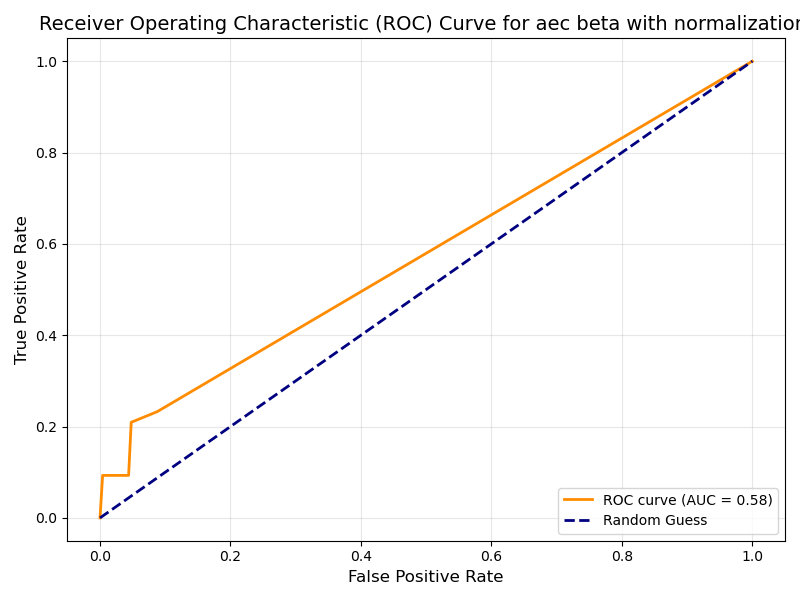 Receiver Operating Characteristic (ROC) Curve for aec beta with normalization
True Positive Rate
1.0
0.8
0.6
0.4
0.2
0.0
0.0 0.2 0.4 0.6 0.8 1.0
False Positive Rate
ROC curve (AUC = 0.58)
Random Guess